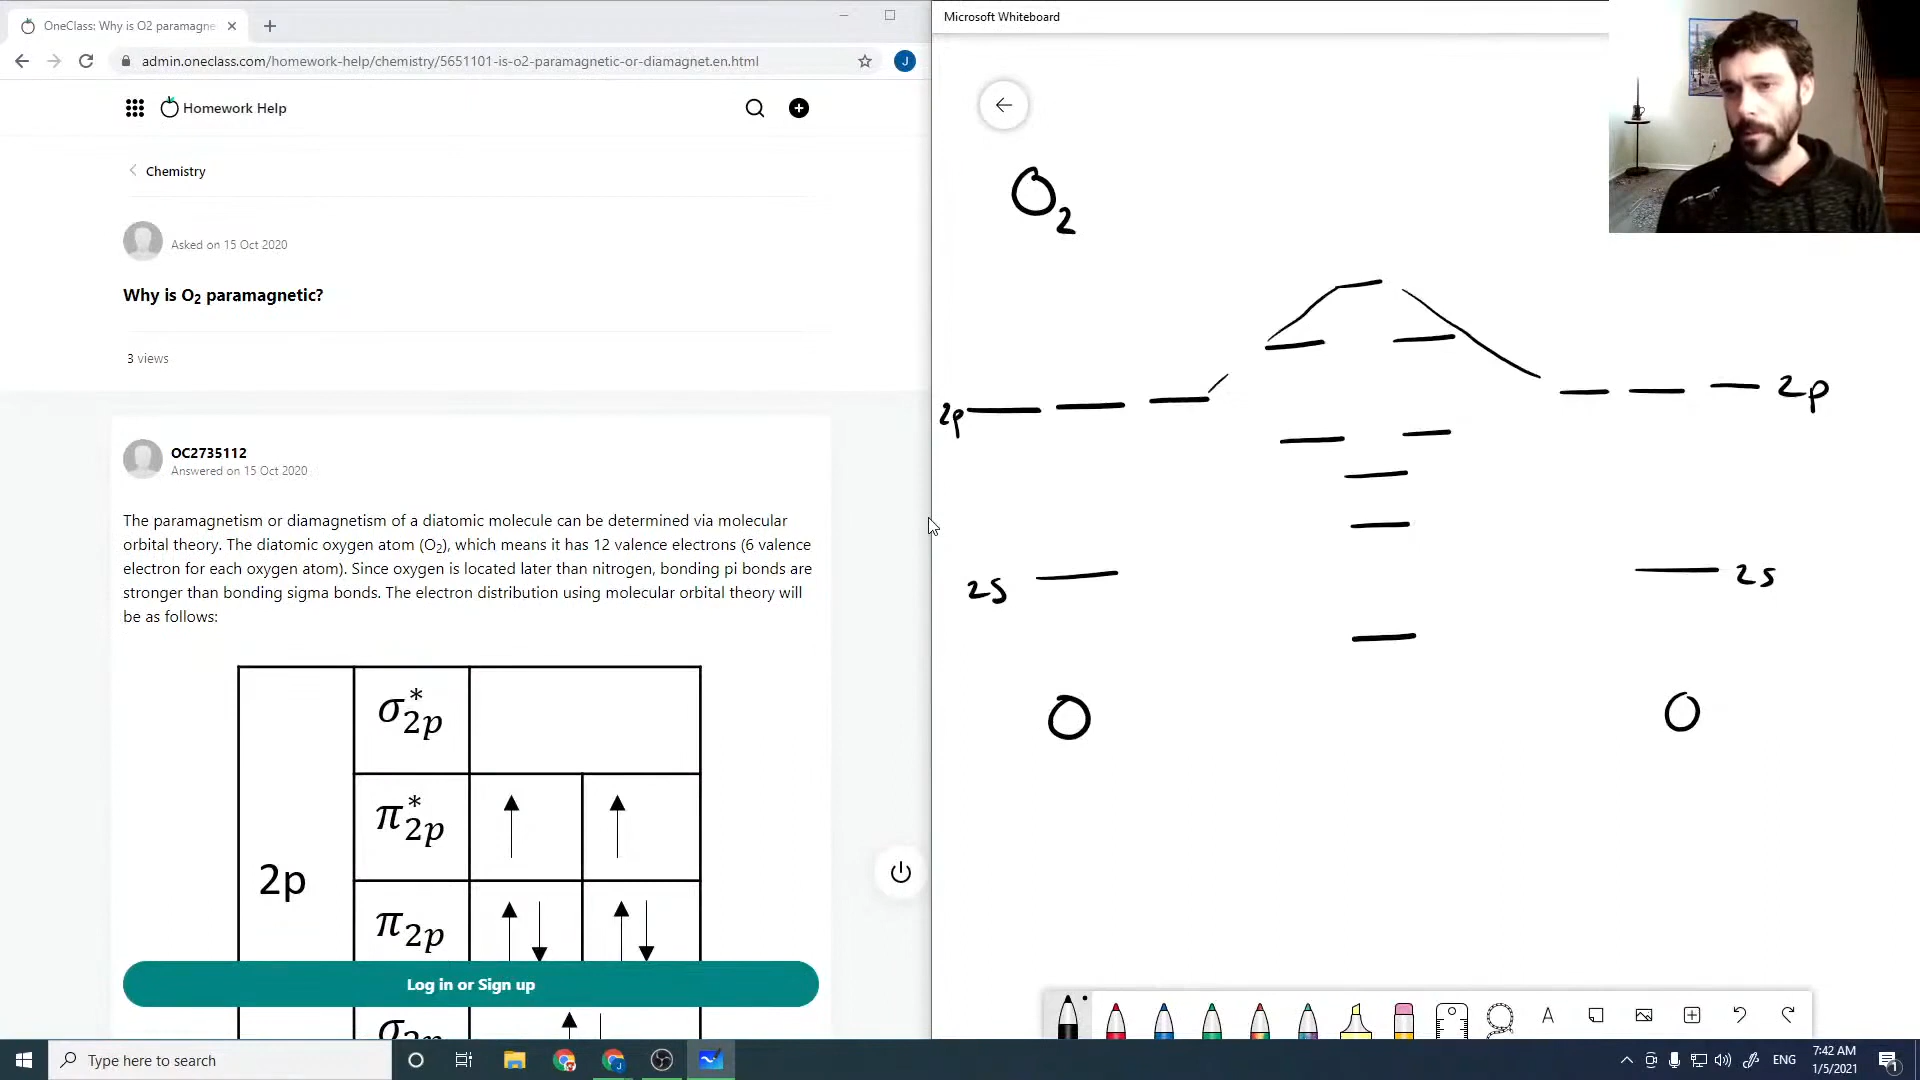 OneClass: Why is O2 paramagne
admin.oneclass.com/homework-help/chemistry/5651101-is-o2-paramagnetic-or-diamagnet.en.html
J
Homework Help
Chemistry
Asked on 15 Oct 2020
Why is O₂ paramagnetic?
3 views
OC2735112
Answered on 15 Oct 2020
The paramagnetism or diamagnetism of a diatomic molecule can be determined via molecular
orbital theory. The diatomic oxygen atom (O₂), which means it has 12 valence electrons (6 valence
electron for each oxygen atom). Since oxygen is located later than nitrogen, bonding pi bonds are
stronger than bonding sigma bonds. The electron distribution using molecular orbital theory will
be as follows:
σ*2p
π*2p
2p
π2p
Log in or Sign up
σ2p
Microsoft Whiteboard
O₂
2p
2p
2s
2s
O
O
A
Type here to search
J
ENG
7:42 AM
1/5/2021
1